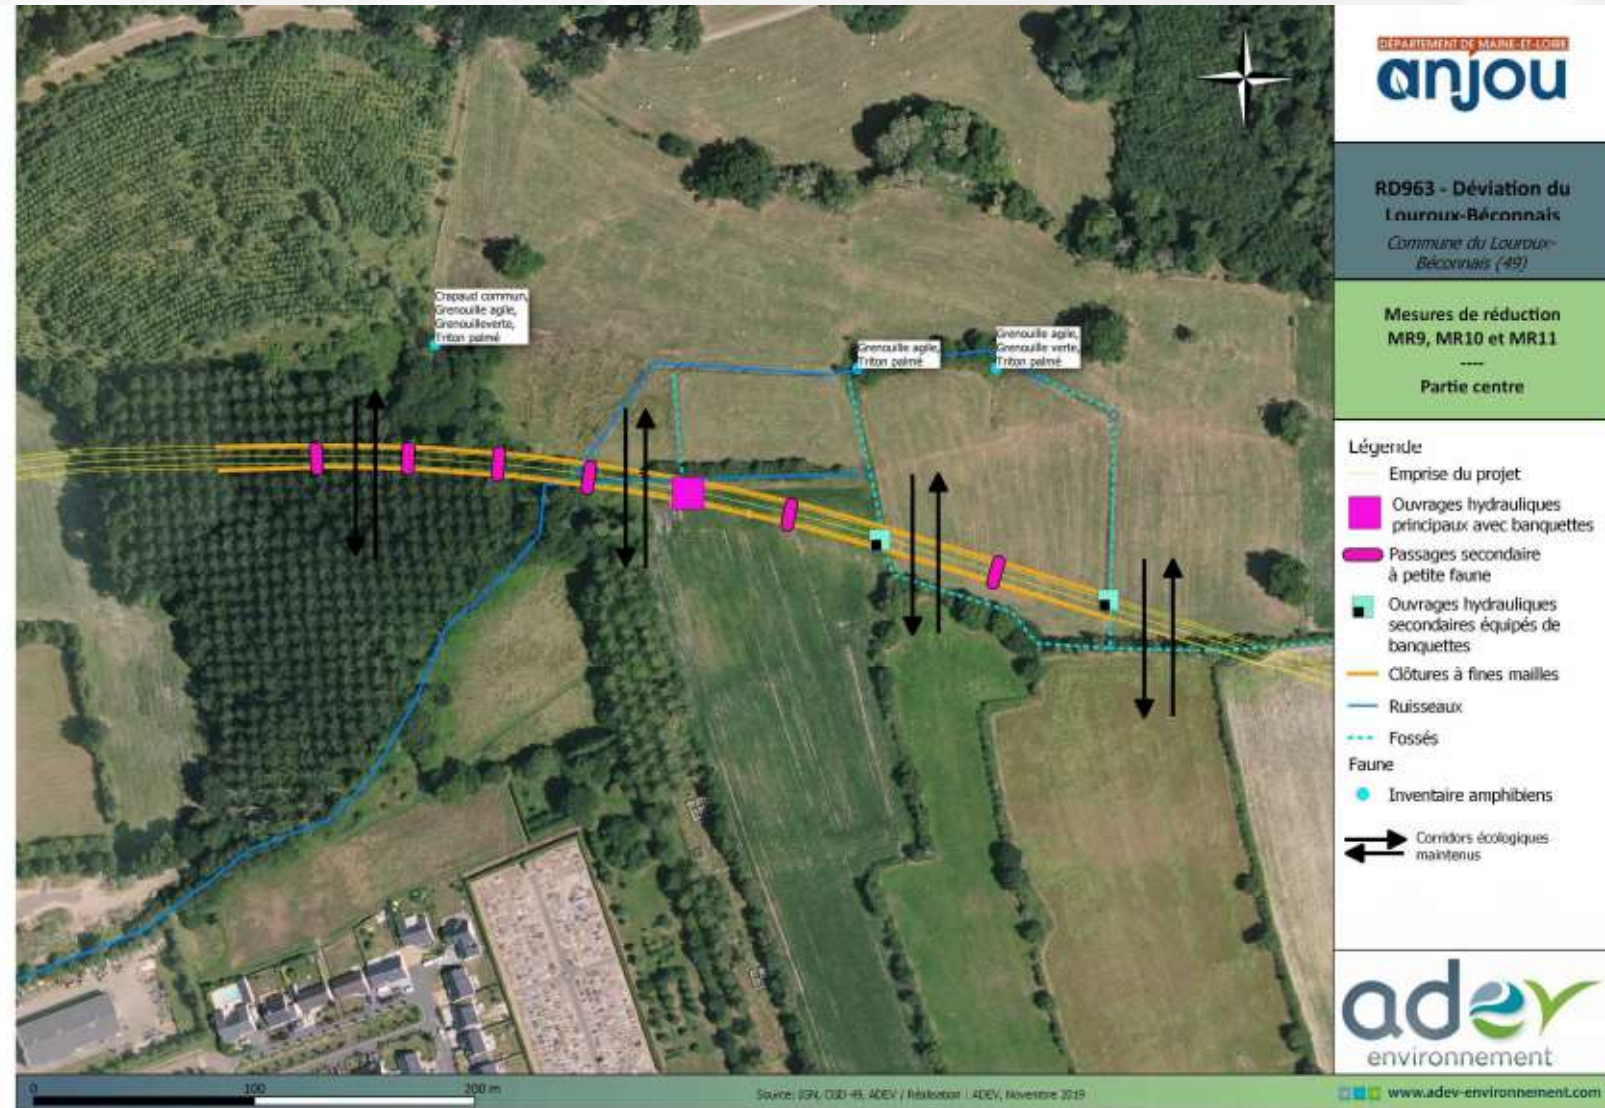 Crapaud commun,
Grenouille agile,
Grenouilleverte,
Triton palmé
Grenouille agile,
Triton palmé
Grenouille agile,
Grenouille verte,
Triton palmé
DÉPARTEMENT DE MAINE-ET-LOIRE
anjou
RD963 - Déviation du
Louroux-Béconnais
Commune du Louroux-
Béconnais (49)
Mesures de réduction
MR9, MR10 et MR11
----
Partie centre
Légende
Emprise du projet
Ouvrages hydrauliques
principaux avec banquettes
Passages secondaire
à petite faune
Ouvrages hydrauliques
secondaires équipés de
banquettes
Clôtures à fines mailles
Ruisseaux
Fossés
Faune
Inventaire amphibiens
Corridors écologiques
maintenus
adev
environnement
www.adev-environnement.com
0 100 200 m
Source: IGN, CGD 49, ADEV / Réalisation : ADEV, Novembre 2019